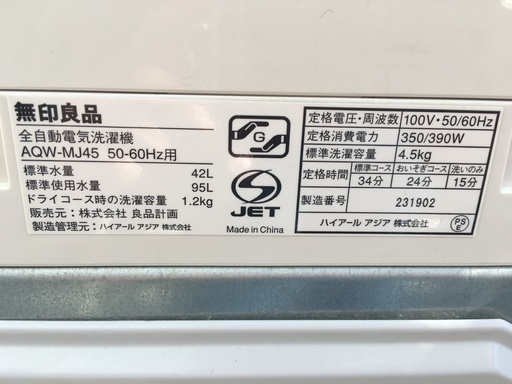 無印良品
全自動電気洗濯機
AQW-MJ45 50-60Hz用
標準水量 42L
標準使用水量 95L
ドライコース時の洗濯容量 1.2kg
販売元：株式会社 良品計画
製造管理元：ハイアール アジア 株式会社
G
S
JET
Made in China
定格電圧・周波数 100V・50/60Hz
定格消費電力 350/390W
標準洗濯容量 4.5kg
定格時間 標準コース おいそぎコース 洗いのみ
34分 24分 15分
製造番号 231902
ハイアール アジア 株式会社
PS
E